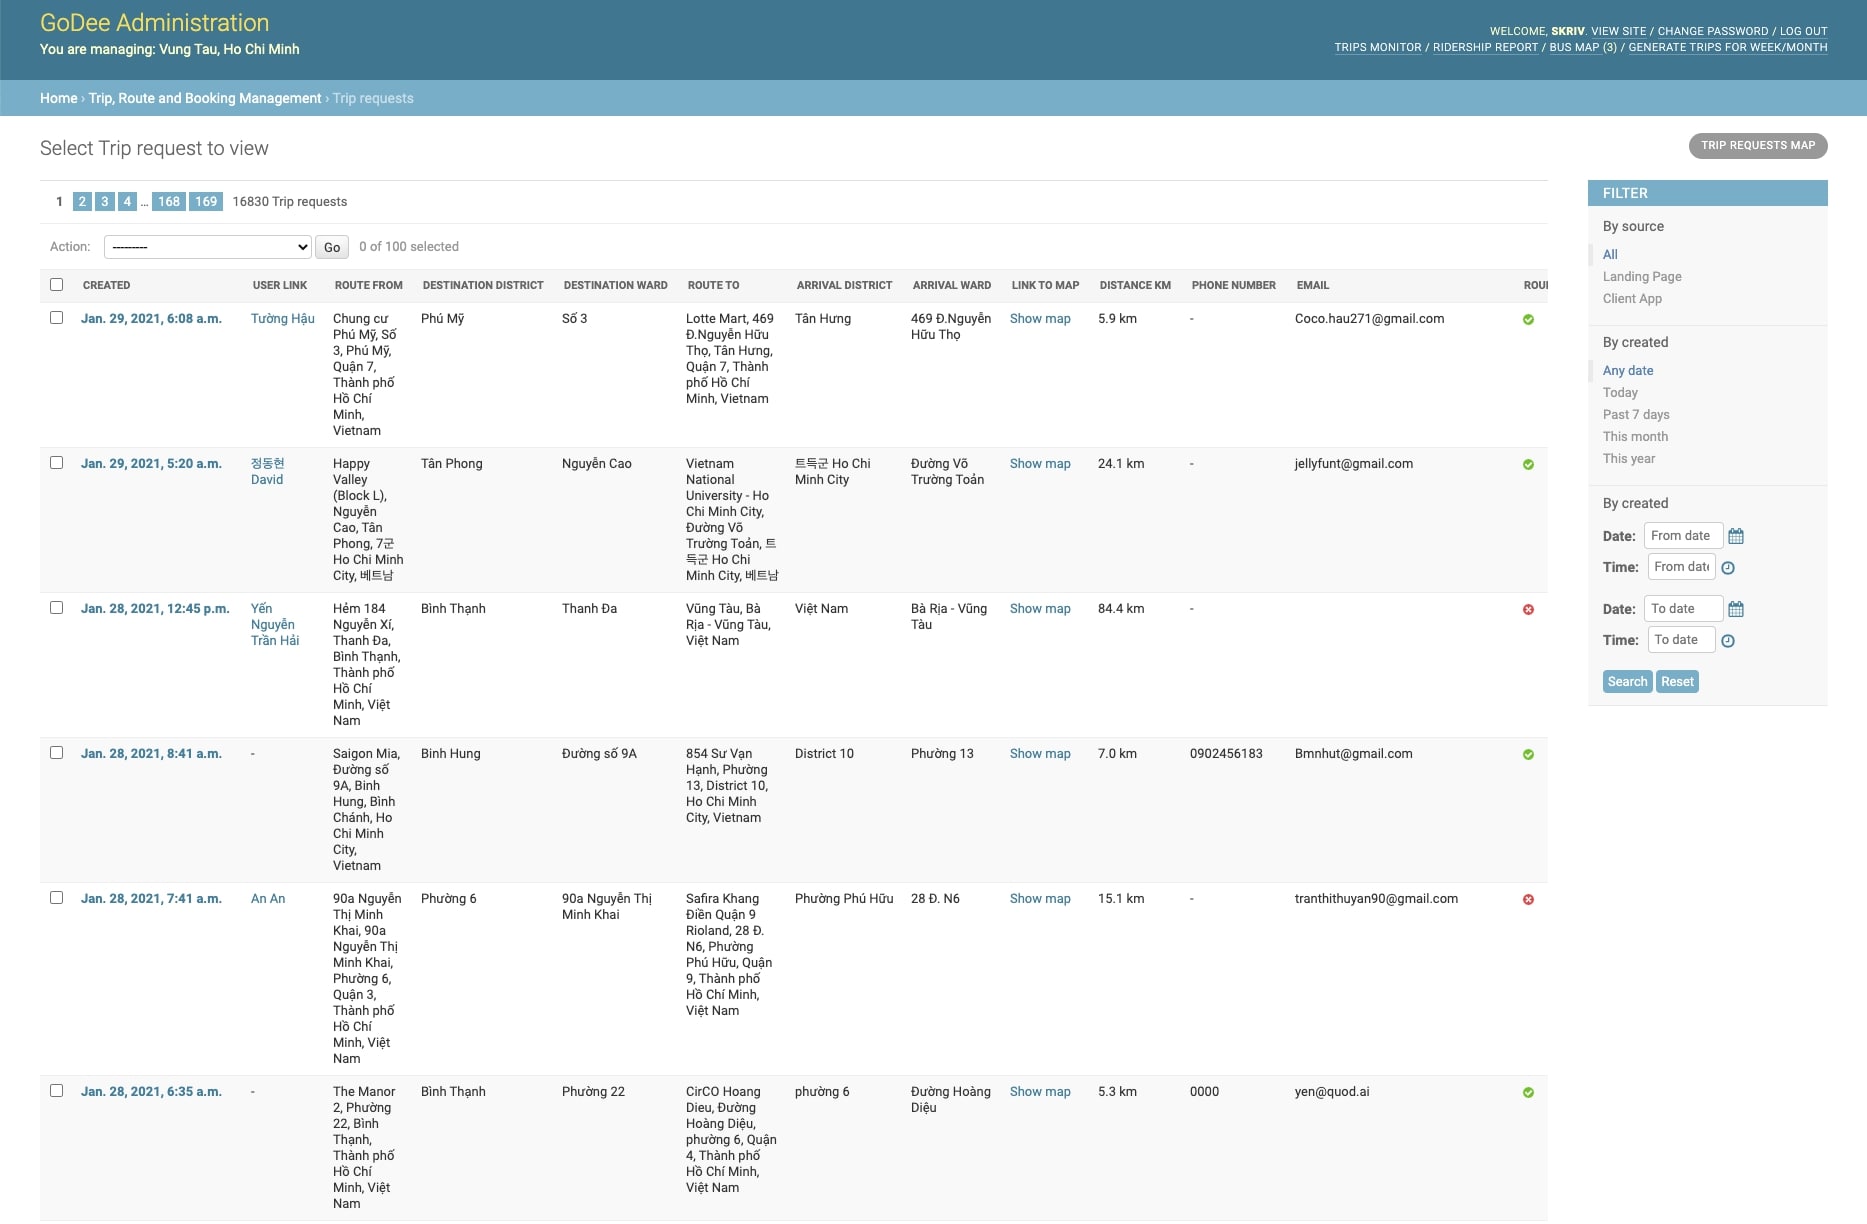 GoDee Administration
You are managing: Vung Tau, Ho Chi Minh
WELCOME, SKRIV. VIEW SITE / CHANGE PASSWORD / LOG OUT
TRIPS MONITOR / RIDERSHIP REPORT / BUS MAP (3) / GENERATE TRIPS FOR WEEK/MONTH
Home › Trip, Route and Booking Management › Trip requests
Select Trip request to view
TRIP REQUESTS MAP
1 2 3 4 ... 168 169 16830 Trip requests
Action: --------- Go 0 of 100 selected
CREATED USER LINK ROUTE FROM DESTINATION DISTRICT DESTINATION WARD ROUTE TO ARRIVAL DISTRICT ARRIVAL WARD LINK TO MAP DISTANCE KM PHONE NUMBER EMAIL
Jan. 29, 2021, 6:08 a.m.
Tường Hậu
Chung cư
Phú Mỹ, Số
3, Phú Mỹ,
Quận 7,
Thành phố
Hồ Chí
Minh,
Vietnam
Phú Mỹ
Số 3
Lotte Mart, 469
Đ.Nguyễn Hữu
Thọ, Tân Hưng,
Quận 7, Thành
phố Hồ Chí
Minh, Vietnam
Tân Hưng
469 Đ.Nguyễn
Hữu Thọ
Show map
5.9 km
-
Coco.hau271@gmail.com
Jan. 29, 2021, 5:20 a.m.
정동현
David
Happy
Valley
(Block L),
Nguyễn
Cao, Tân
Phong, 7군
Ho Chi Minh
City, 베트남
Tân Phong
Nguyễn Cao
Vietnam
National
University - Ho
Chi Minh City,
Đường Võ
Trường Toản, 트
득군 Ho Chi
Minh City, 베트남
트득군 Ho Chi
Minh City
Đường Võ
Trường Toản
Show map
24.1 km
-
jellyfunt@gmail.com
Jan. 28, 2021, 12:45 p.m.
Yến
Nguyễn
Trần Hải
Hẻm 184
Nguyễn Xí,
Thanh Đa,
Bình Thạnh,
Thành phố
Hồ Chí
Minh, Việt
Nam
Bình Thạnh
Thanh Đa
Vũng Tàu, Bà
Rịa - Vũng Tàu,
Việt Nam
Việt Nam
Bà Rịa - Vũng
Tàu
Show map
84.4 km
-
Jan. 28, 2021, 8:41 a.m.
-
Saigon Mia,
Đường số
9A, Binh
Hung, Bình
Chánh, Ho
Chi Minh
City,
Vietnam
Binh Hung
Đường số 9A
854 Sư Vạn
Hạnh, Phường
13, District 10,
Ho Chi Minh
City, Vietnam
District 10
Phường 13
Show map
7.0 km
0902456183
Bmnhut@gmail.com
Jan. 28, 2021, 7:41 a.m.
An An
90a Nguyễn
Thị Minh
Khai, 90a
Nguyễn Thị
Minh Khai,
Phường 6,
Quận 3,
Thành phố
Hồ Chí
Minh, Việt
Nam
Phường 6
90a Nguyễn Thị
Minh Khai
Safira Khang
Điền Quận 9
Rioland, 28 Đ.
N6, Phường
Phú Hữu, Quận
9, Thành phố
Hồ Chí Minh,
Việt Nam
Phường Phú Hữu
28 Đ. N6
Show map
15.1 km
-
tranthithuyan90@gmail.com
Jan. 28, 2021, 6:35 a.m.
-
The Manor
2, Phường
22, Bình
Thạnh,
Thành phố
Hồ Chí
Minh, Việt
Nam
Bình Thạnh
Phường 22
CirCO Hoang
Dieu, Đường
Hoàng Diệu,
phường 6, Quận
4, Thành phố
Hồ Chí Minh,
Việt Nam
phường 6
Đường Hoàng
Diệu
Show map
5.3 km
0000
yen@quod.ai
FILTER
By source
All
Landing Page
Client App
By created
Any date
Today
Past 7 days
This month
This year
By created
Date: From date
Time: From date
Date: To date
Time: To date
Search Reset